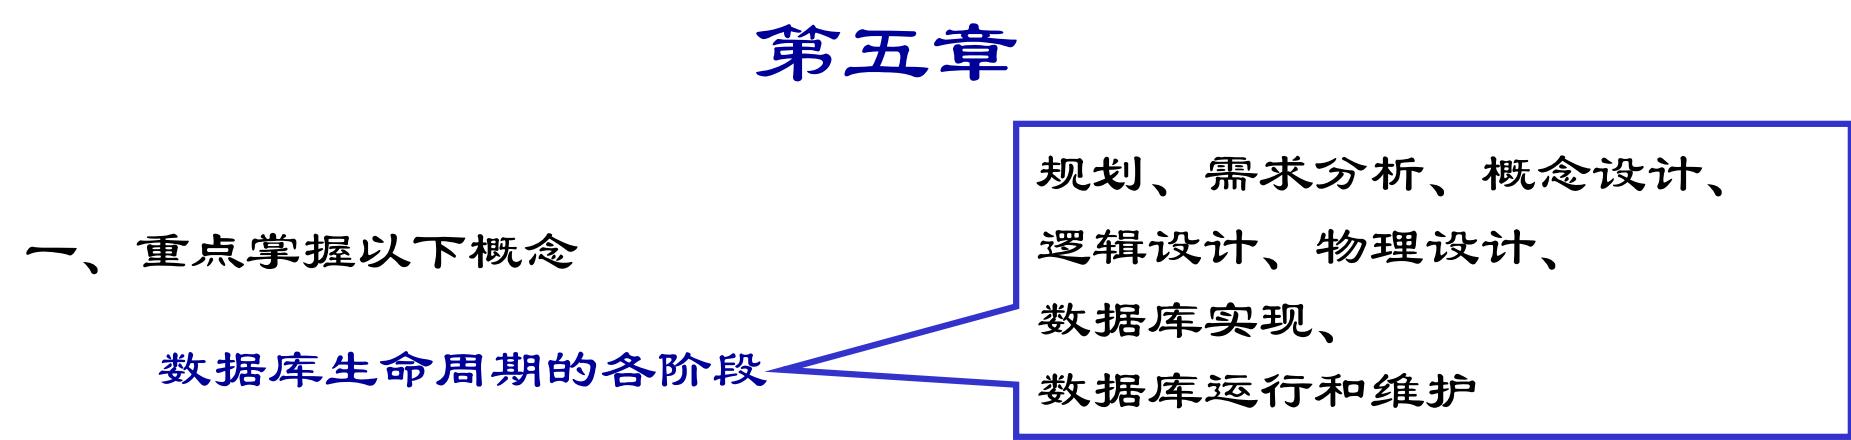 第五章
一、重点掌握以下概念
数据库生命周期的各阶段
规划、需求分析、概念设计、
逻辑设计、物理设计、
数据库实现、
数据库运行和维护